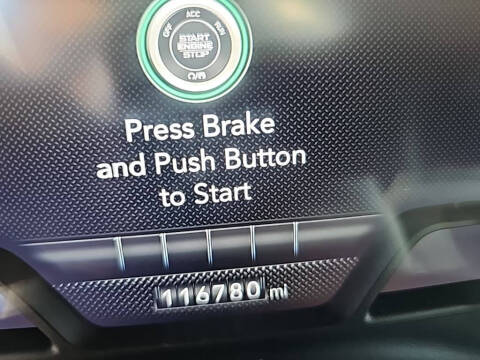 ACC
OFF RUN
START
ENGINE
STOP
Press Brake
and Push Button
to Start
116780 mi